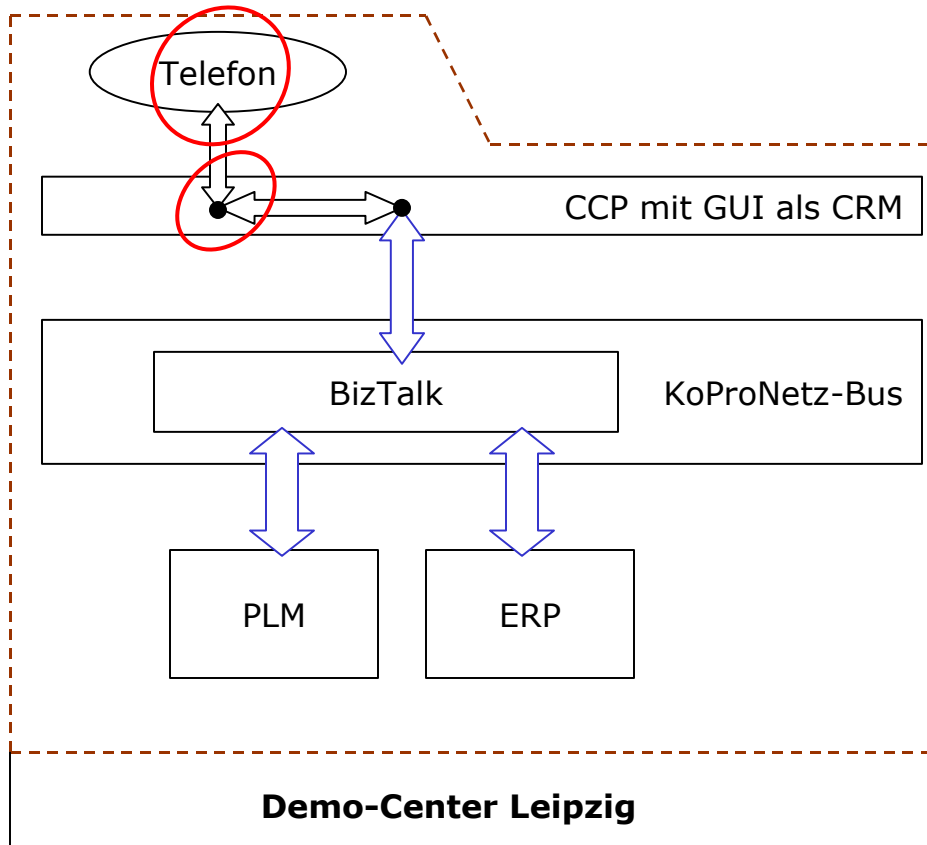 Telefon
CCP mit GUI als CRM
BizTalk
KoProNetz-Bus
PLM
ERP
Demo-Center Leipzig